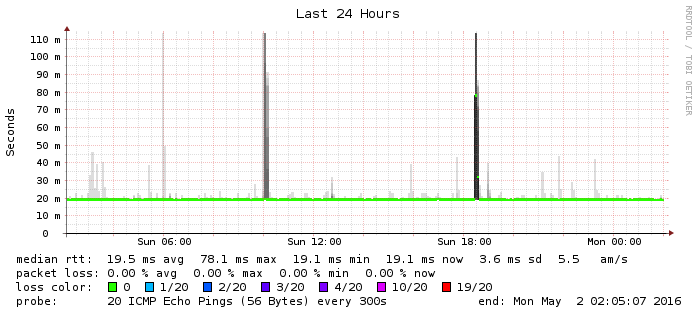 Last 24 Hours
RRDTOOL / TOBI OETIKER
Seconds
110 m
100 m
90 m
80 m
70 m
60 m
50 m
40 m
30 m
20 m
10 m
0
Sun 06:00 Sun 12:00 Sun 18:00 Mon 00:00
median rtt: 19.5 ms avg 78.1 ms max 19.1 ms min 19.1 ms now 3.6 ms sd 5.5 am/s
packet loss: 0.00 % avg 0.00 % max 0.00 % min 0.00 % now
loss color: 0 1/20 2/20 3/20 4/20 10/20 19/20
probe: 20 ICMP Echo Pings (56 Bytes) every 300s end: Mon May 2 02:05:07 2016